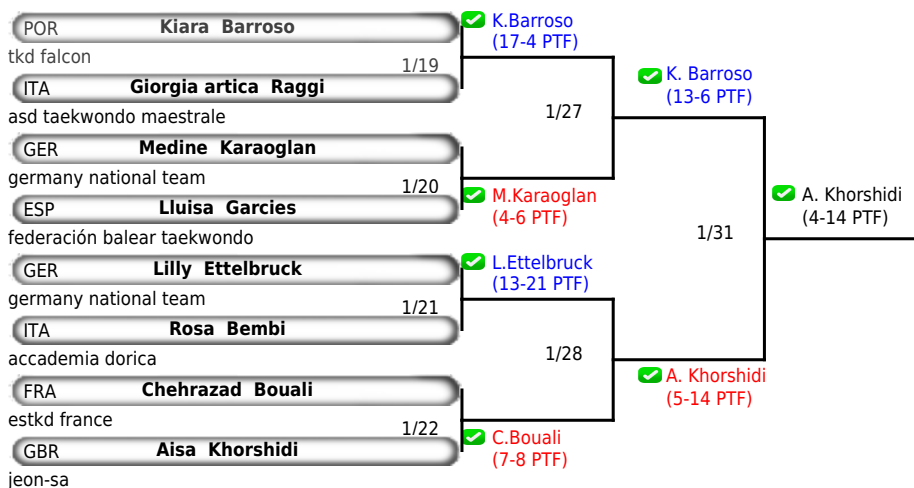 POR Kiara Barroso
tkd falcon
1/19
ITA Giorgia artica Raggi
asd taekwondo maestrale
K.Barroso
(17-4 PTF)
GER Medine Karaoglan
germany national team
1/20
ESP Lluisa Garcies
federación balear taekwondo
M.Karaoglan
(4-6 PTF)
1/27
K. Barroso
(13-6 PTF)
GER Lilly Ettelbruck
germany national team
1/21
ITA Rosa Bembi
accademia dorica
L.Ettelbruck
(13-21 PTF)
FRA Chehrazad Bouali
estkd france
1/22
GBR Aisa Khorshidi
jeon-sa
C.Bouali
(7-8 PTF)
1/28
A. Khorshidi
(5-14 PTF)
1/31
A. Khorshidi
(4-14 PTF)